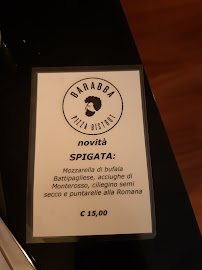 BARABBA
PIZZA DISTRUT
novità
SPIGATA:
Mozzarella di bufala
Battipagliese, acciughe di
Monterosso, ciliegino semi
secco e puntarelle alla Romana
€ 15,00